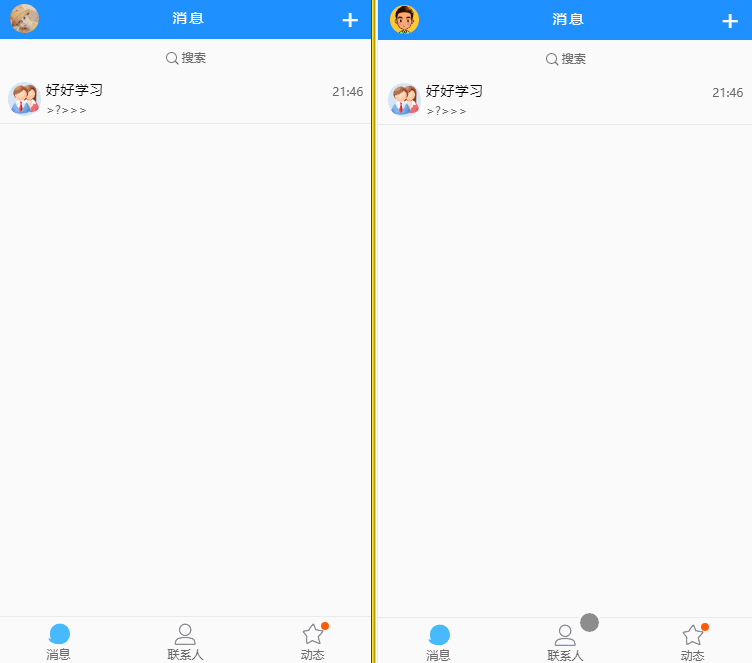 消息
搜索
好好学习
21:46
>?>>>
消息
联系人
动态
消息
搜索
好好学习
21:46
>?>>>
消息
联系人
动态